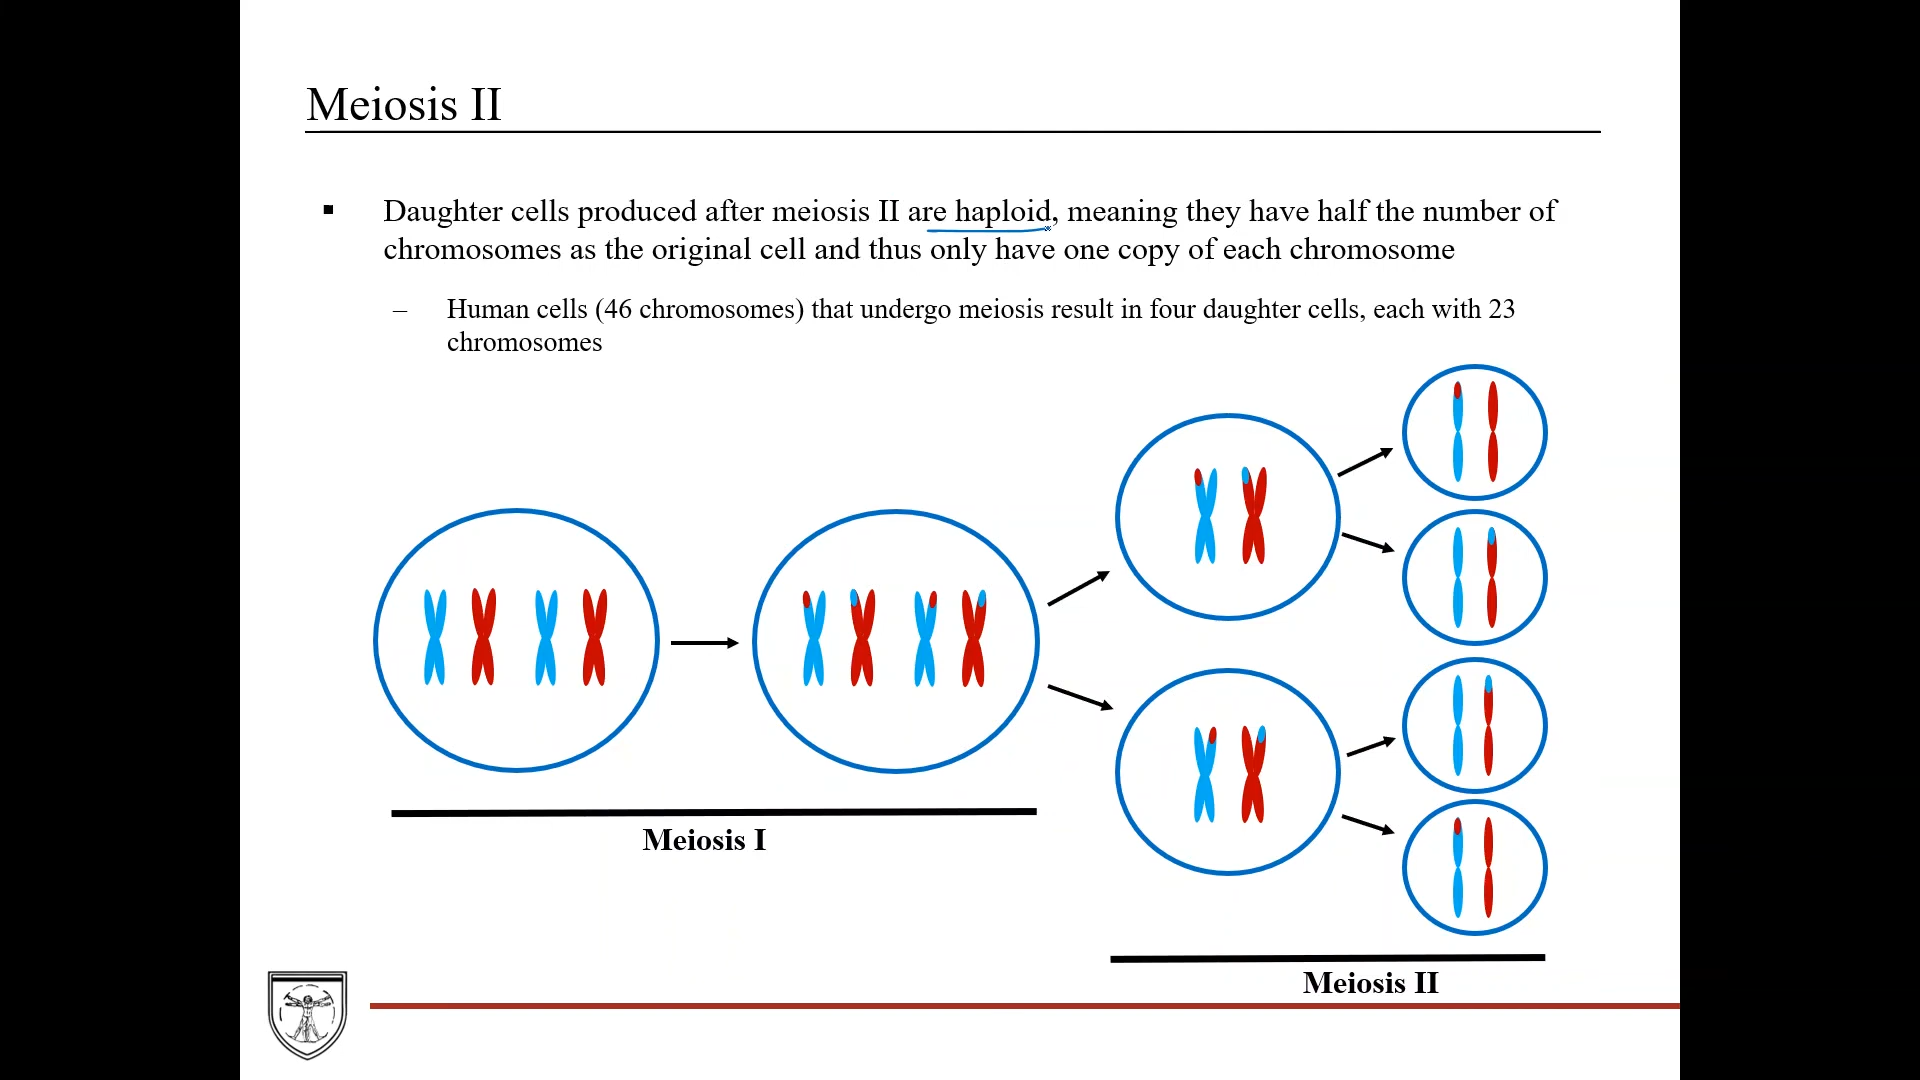 Meiosis II
▪ Daughter cells produced after meiosis II are haploid, meaning they have half the number of
chromosomes as the original cell and thus only have one copy of each chromosome
– Human cells (46 chromosomes) that undergo meiosis result in four daughter cells, each with 23
chromosomes
Meiosis I
Meiosis II